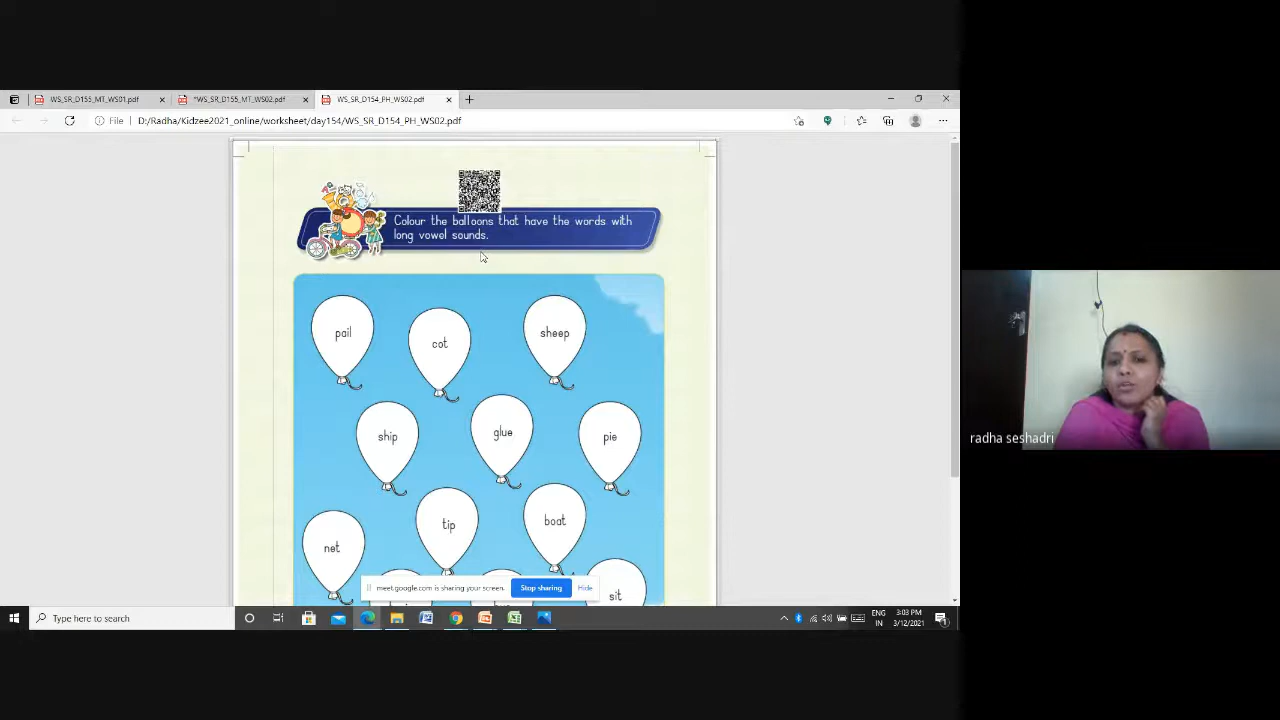 WS_SR_D155_MT_WS01.pdf
*WS_SR_D155_MT_WS02.pdf
WS_SR_D154_PH_WS02.pdf
File
D:/Radha/Kidzee2021_online/worksheet/day154/WS_SR_D154_PH_WS02.pdf
Colour the balloons that have the words with
long vowel sounds.
pail
cot
sheep
ship
glue
pie
net
tip
boat
sit
meet.google.com is sharing your screen.
Stop sharing
Hide
radha seshadri
Type here to search
ENG
IN
3:03 PM
3/12/2021